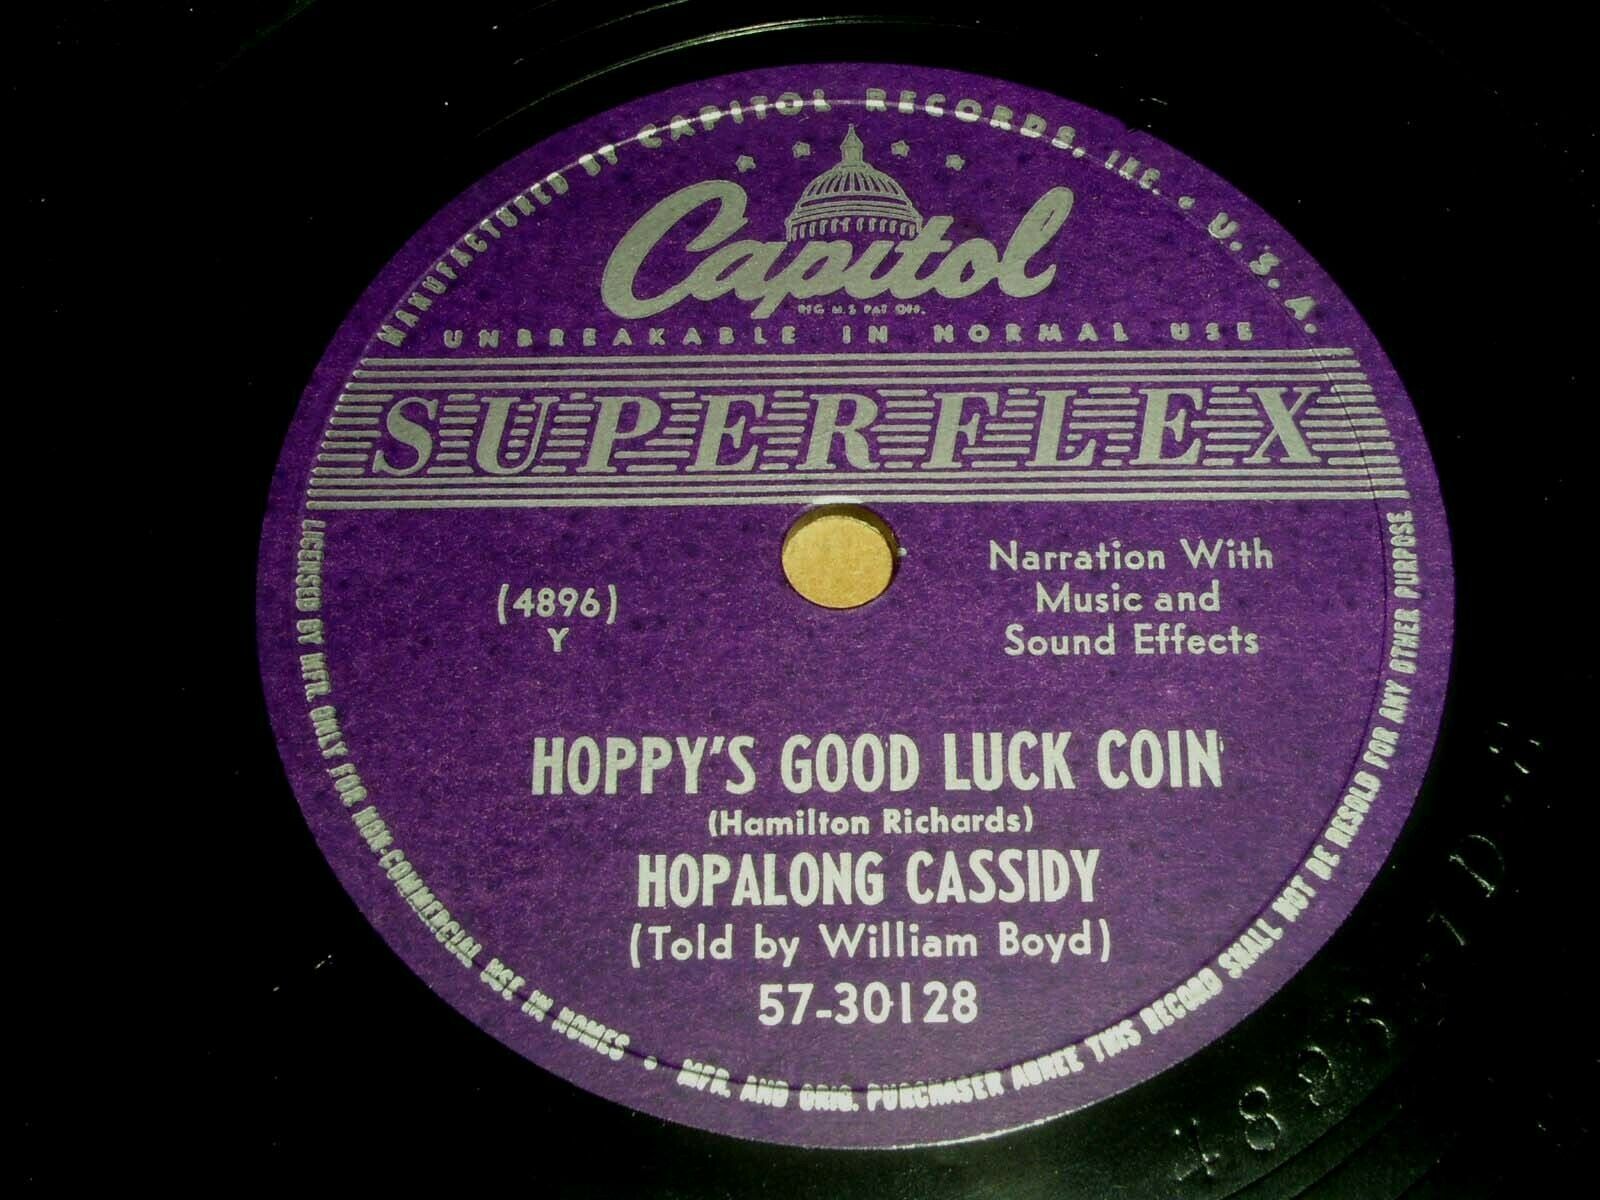 MANUFACTURED BY CAPITOL RECORDS, INC. • U. S. A.
Capitol
REG U.S PAT OFF.
UNBREAKABLE IN NORMAL USE
SUPERFLEX
Narration With
Music and
Sound Effects
(4896)
Y
HOPPY'S GOOD LUCK COIN
(Hamilton Richards)
HOPALONG CASSIDY
(Told by William Boyd)
57-30128
LICENSED BY MFR. ONLY FOR NON-COMMERCIAL USE IN HOMES • MFR. AND ORIG. PURCHASER AGREE THIS RECORD SHALL NOT BE RESOLD FOR ANY OTHER PURPOSE